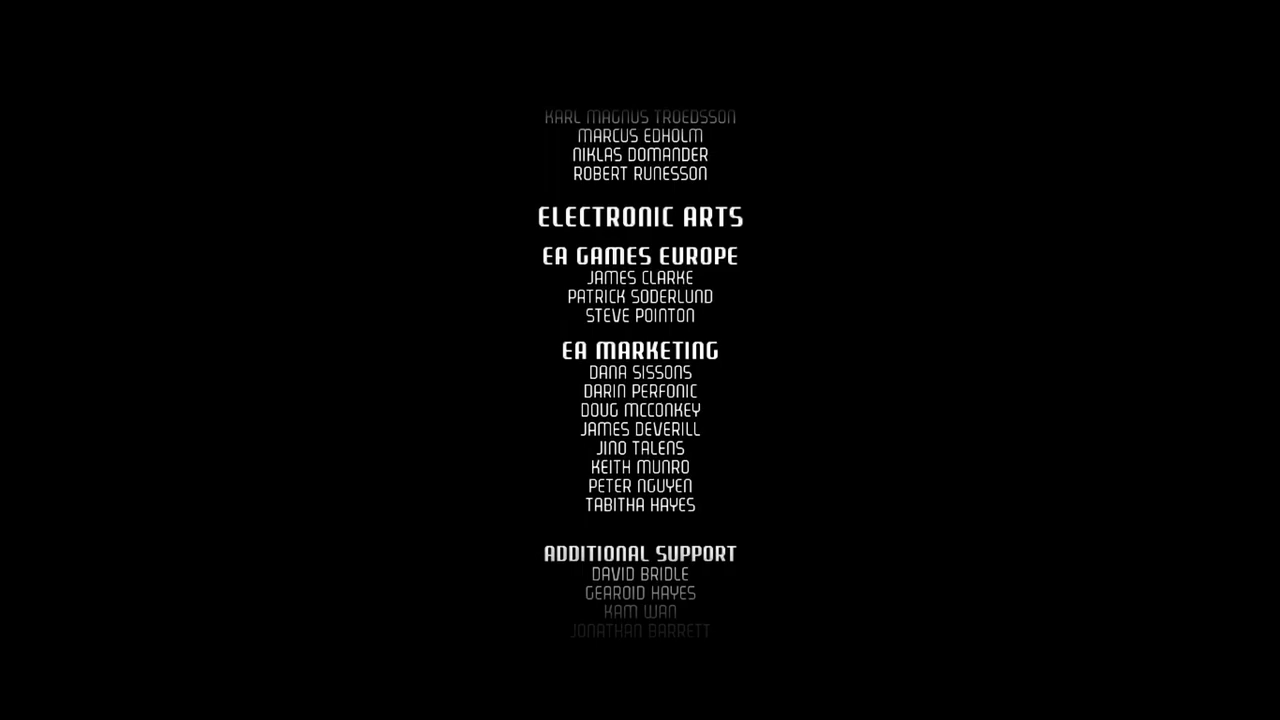 KARL MAGNUS TROEDSSON
MARCUS EDHOLM
NIKLAS DOMANDER
ROBERT RUNESSON
ELECTRONIC ARTS
EA GAMES EUROPE
JAMES CLARKE
PATRICK SODERLUND
STEVE POINTON
EA MARKETING
DANA SISSONS
DARIN PERFONIC
DOUG MCCONKEY
JAMES DEVERILL
JINO TALENS
KEITH MUNRO
PETER NGUYEN
TABITHA HAYES
ADDITIONAL SUPPORT
DAVID BRIDLE
GEAROID HAYES
KAM WAN
JONATHAN BARRETT